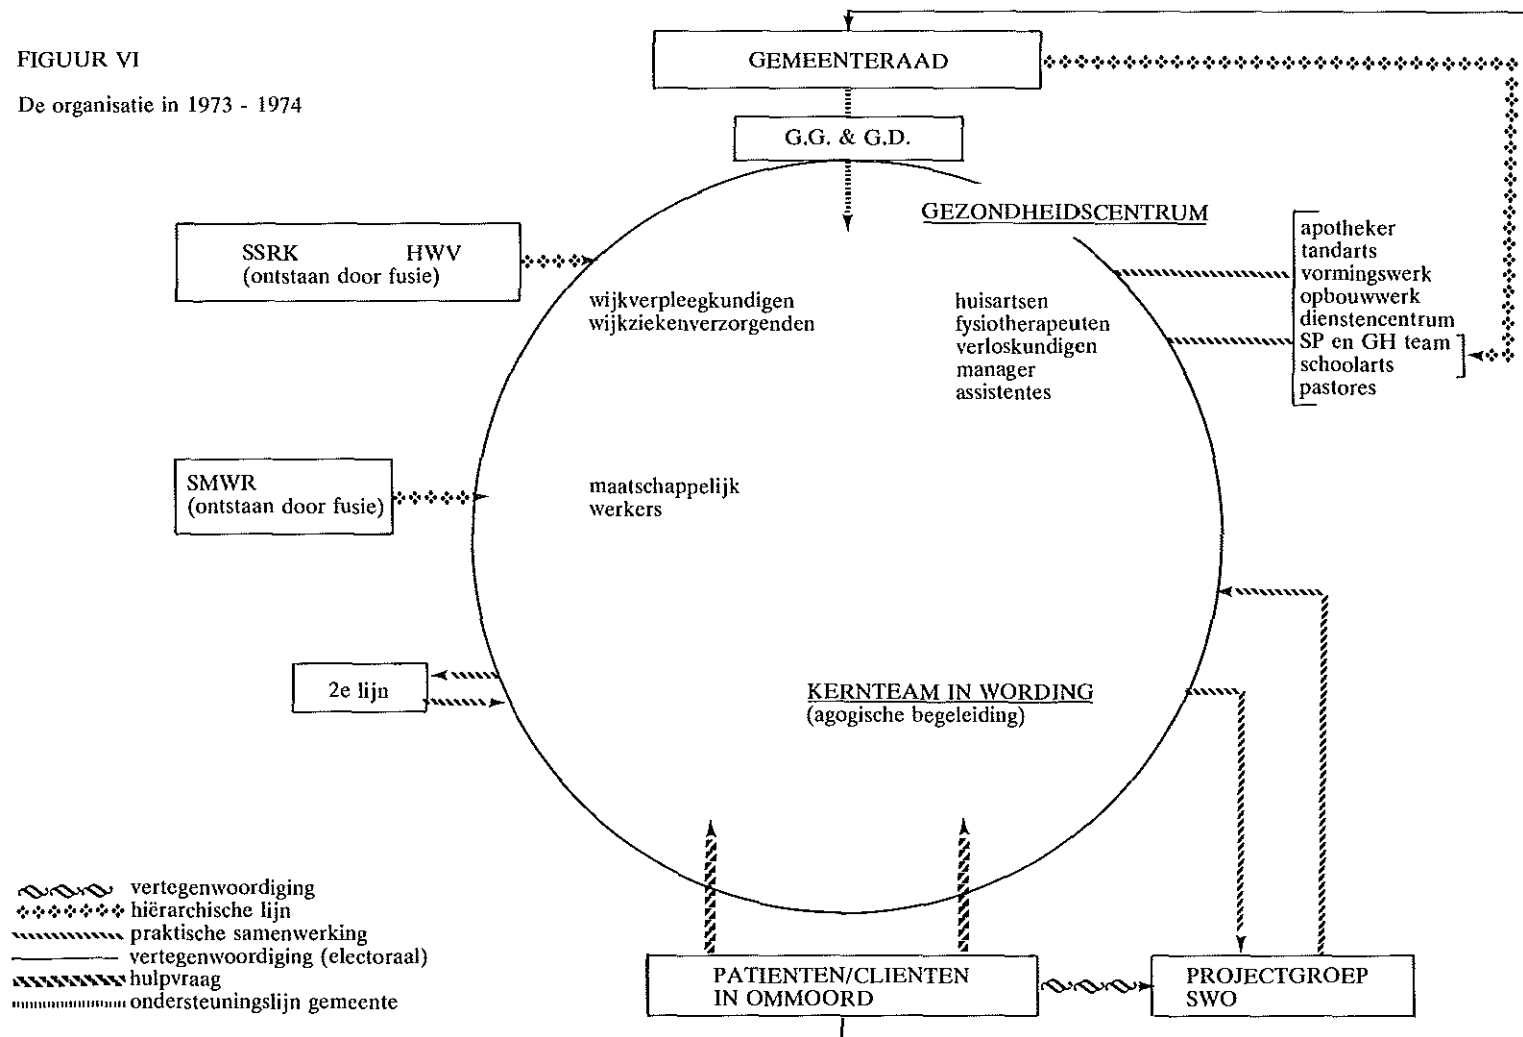 FIGUUR VI
De organisatie in 1973 - 1974
GEMEENTERAAD
G.G. & G.D.
GEZONDHEIDSCENTRUM
SSRK HWV
(ontstaan door fusie)
wijkverpleegkundigen
wijkziekenverzorgenden
huisartsen
fysiotherapeuten
verloskundigen
manager
assistentes
apotheker
tandarts
vormingswerk
opbouwwerk
dienstencentrum
SP en GH team
schoolarts
pastores
SMWR
(ontstaan door fusie)
maatschappelijk
werkers
2e lijn
KERNTEAM IN WORDING
(agogische begeleiding)
vertegenwoordiging
hiërarchische lijn
praktische samenwerking
vertegenwoordiging (electoraal)
hulpvraag
ondersteuningslijn gemeente
PATIENTEN/CLIENTEN
IN OMMOORD
PROJECTGROEP
SWO